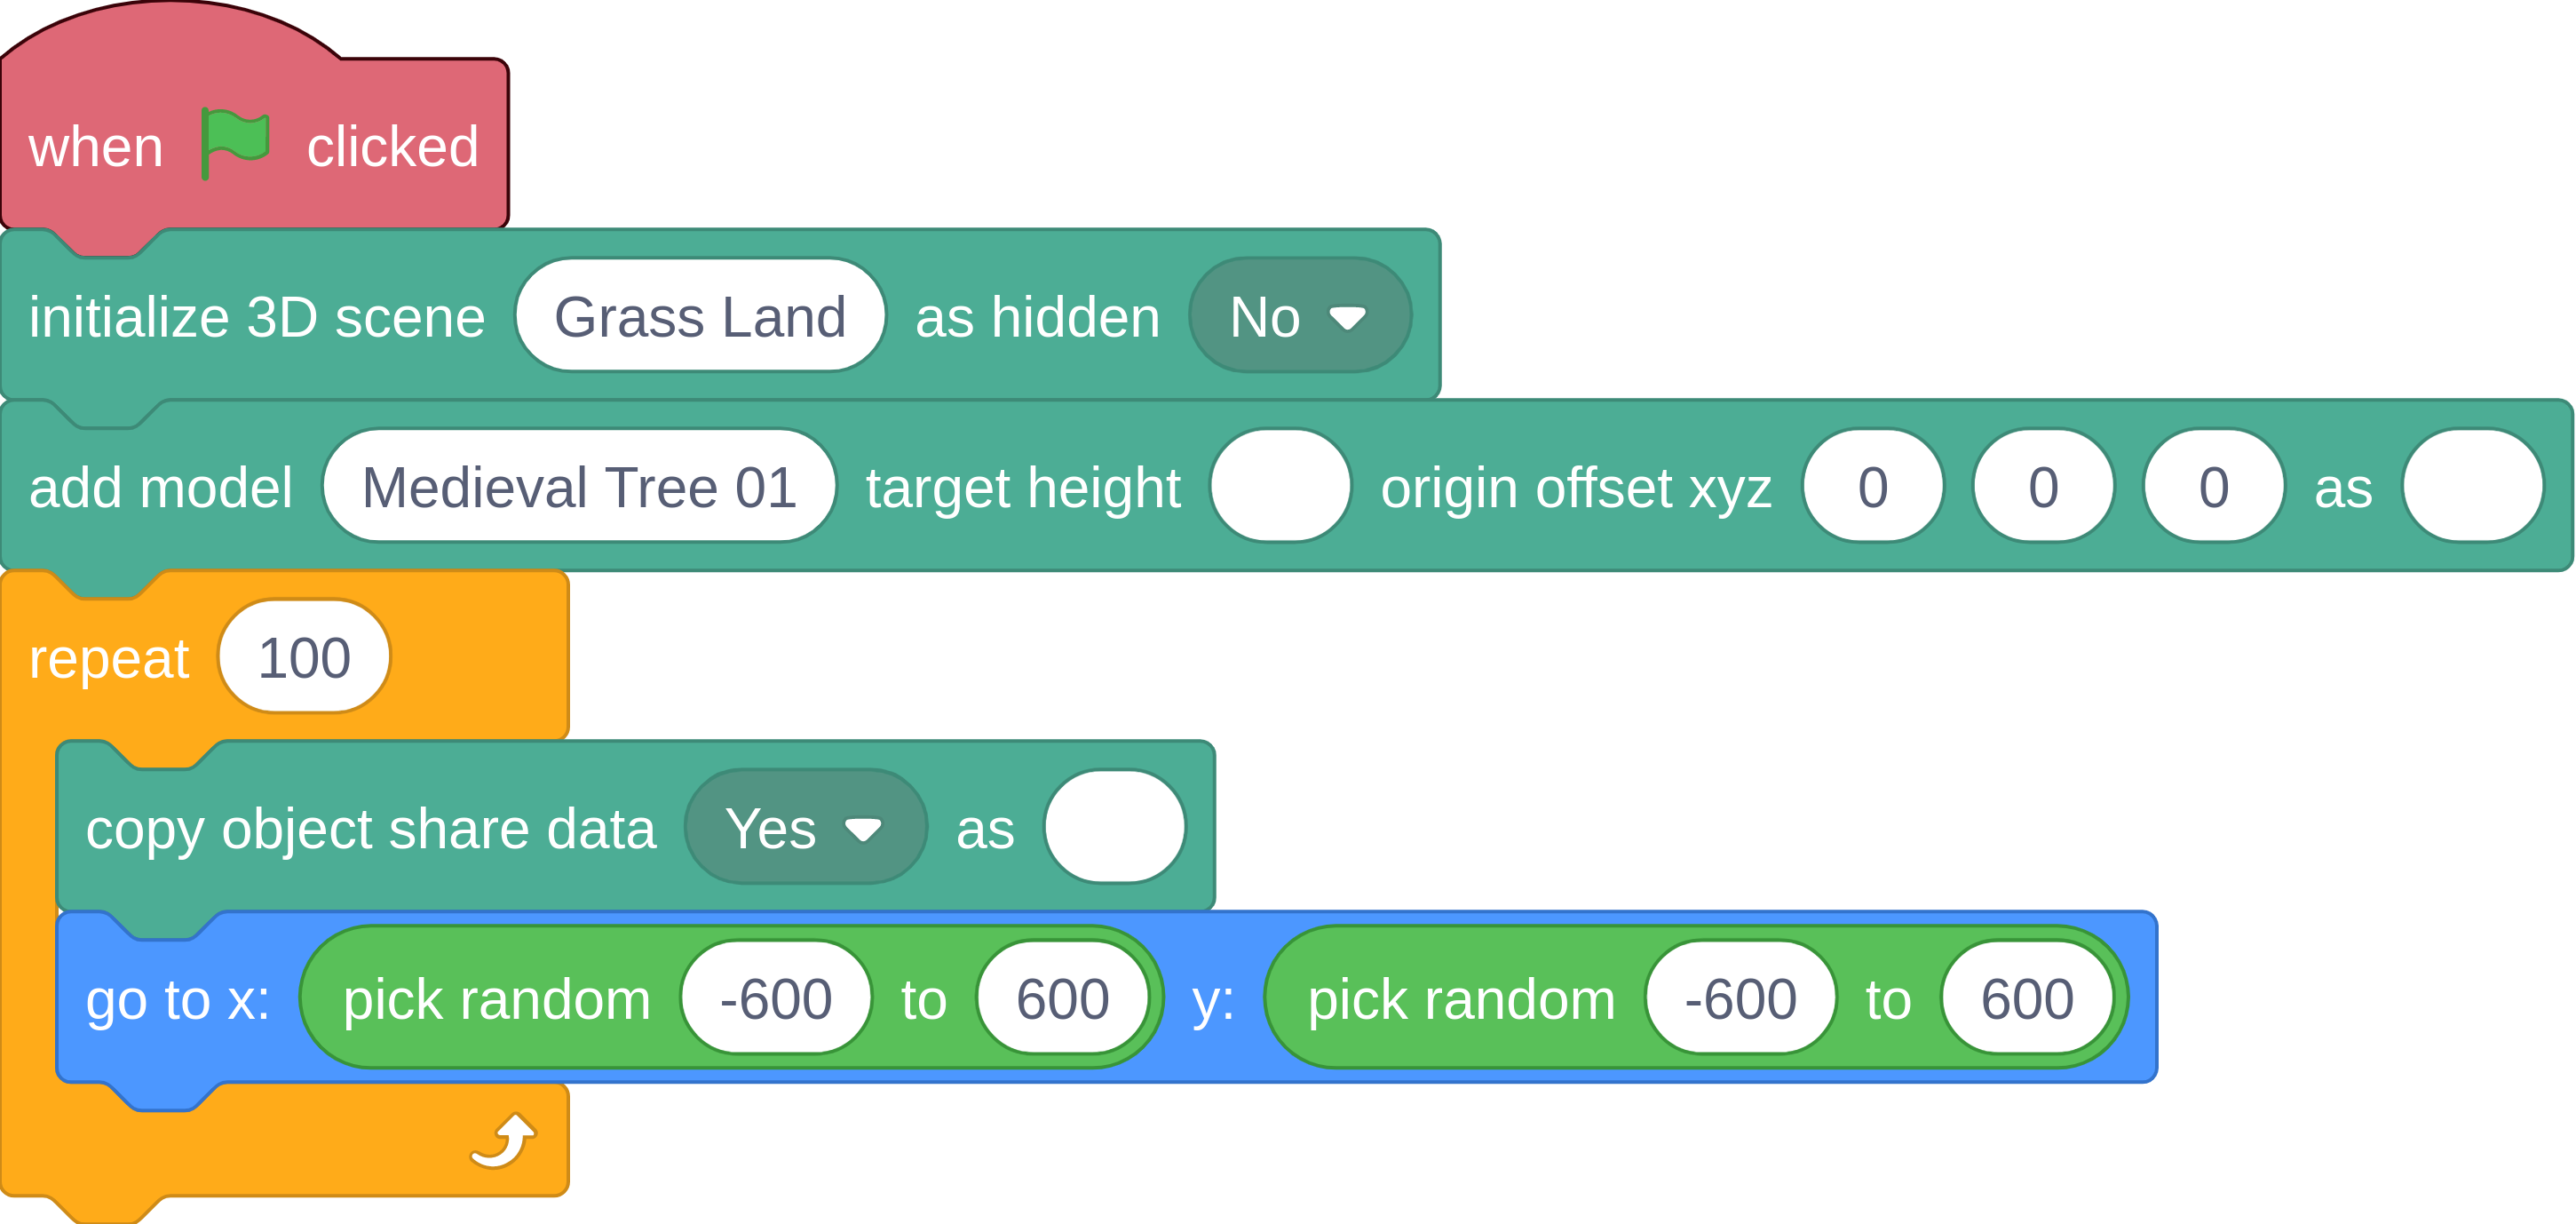 when clicked
initialize 3D scene Grass Land as hidden No
add model Medieval Tree 01 target height origin offset xyz 0 0 0 as
repeat 100
copy object share data Yes as
go to x: pick random -600 to 600 y: pick random -600 to 600